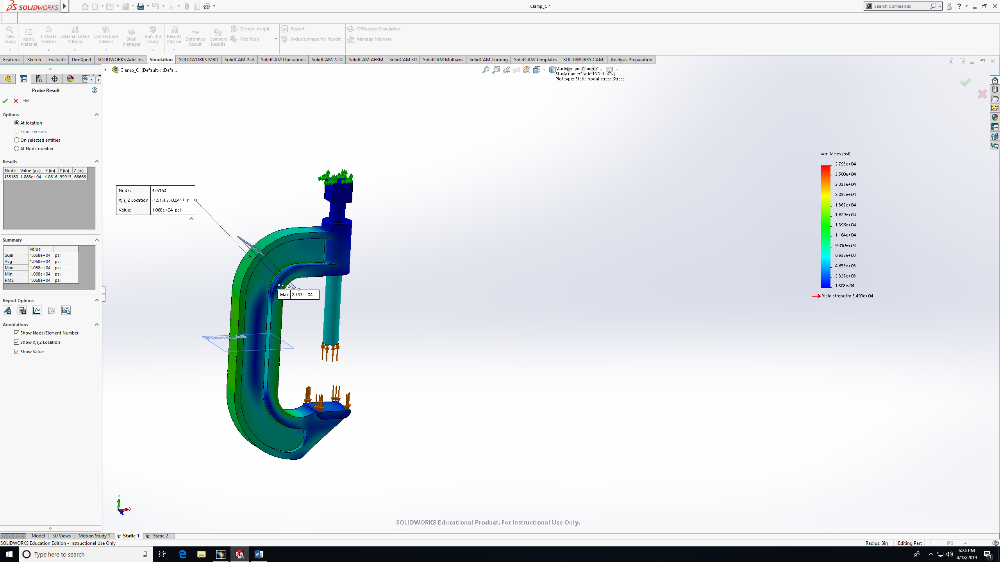 SOLIDWORKS
Clamp_C *
Search Commands
New Study
Apply Material
Fixtures Advisor
External Loads Advisor
Connections Advisor
Shell Manager
Run This Study
Results Advisor
Deformed Result
Compare Results
Design Insight
Plot Tools
Report
Include Image for Report
Offloaded Simulation
Manage Network
Features Sketch Evaluate DimXpert SOLIDWORKS Add-Ins Simulation SOLIDWORKS MBD SolidCAM Part SolidCAM Operations SolidCAM 2.5D SolidCAM AFRM SolidCAM 3D SolidCAM Multiaxis SolidCAM Turning SolidCAM Templates SOLIDWORKS CAM Analysis Preparation
Clamp_C (Default<<Defa...
Model name:Clamp_C
Study name:Static 1(-Default-)
Plot type: Static nodal stress Stress1
Probe Result
Options
At location
From sensors
On selected entities
At Node number
Results
Node Value (psi) X (in) Y (in) Z (in)
435160 1.068e+04 10616 99915 66666
Summary
Value
Sum 1.068e+04 psi
Avg 1.068e+04 psi
Max 1.068e+04 psi
Min 1.068e+04 psi
RMS 1.068e+04 psi
Report Options
Annotations
Show Node/Element Number
Show X,Y,Z Location
Show Value
Node: 435160
X, Y, Z Location: -1.51,4.2,-0.0417 in
Value: 1.068e+04 psi
Max: 2.793e+04
von Mises (psi)
2.793e+04
2.560e+04
2.327e+04
2.095e+04
1.862e+04
1.629e+04
1.396e+04
1.164e+04
9.310e+03
6.982e+03
4.655e+03
2.327e+03
1.808e-04
Yield strength: 3.499e+04
Y
X
Z
SOLIDWORKS Educational Product. For Instructional Use Only.
Model 3D Views Motion Study 1 Static 1 Static 2
SOLIDWORKS Education Edition - Instructional Use Only
Radius: 3in Editing Part IPS
Type here to search
SW
2018
6:34 PM
4/18/2019
1